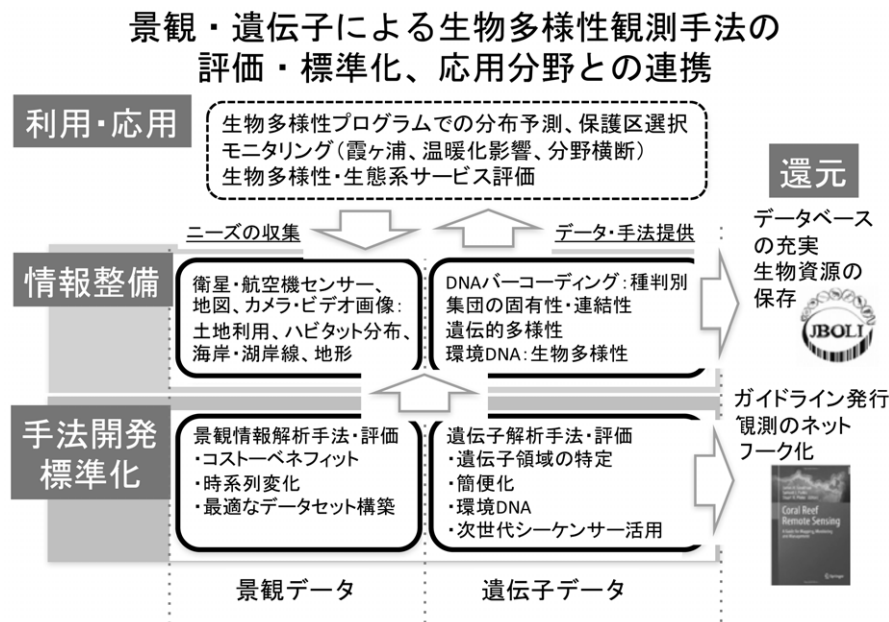 景観・遺伝子による生物多様性観測手法の
評価・標準化、応用分野との連携
利用・応用
生物多様性プログラムでの分布予測、保護区選択
モニタリング(霞ヶ浦、温暖化影響、分野横断)
生物多様性・生態系サービス評価
還元
データベース
の充実
生物資源の
保存
JBOLI
ニーズの収集
データ・手法提供
情報整備
衛星・航空機センサー、
地図、カメラ・ビデオ画像:
土地利用、ハビタット分布、
海岸・湖岸線、地形
DNAバーコーディング:種判別
集団の固有性・連結性
遺伝的多様性
環境DNA:生物多様性
ガイドライン発行
観測のネット
ワーク化
手法開発
標準化
景観情報解析手法・評価
・コストーベネフィット
・時系列変化
・最適なデータセット構築
遺伝子解析手法・評価
・遺伝子領域の特定
・簡便化
・環境DNA
・次世代シーケンサー活用
Coral Reef
Remote Sensing
Springer
景観データ
遺伝子データ